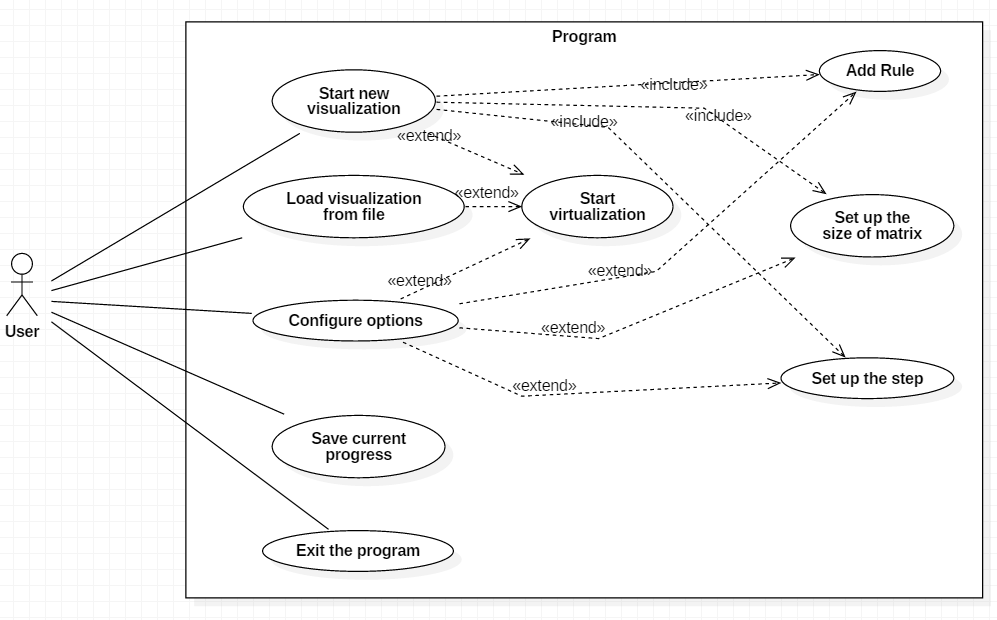 Program
Start new
visualization
«include»
Add Rule
«include»
«include»
«extend»
Load visualization
from file
«extend»
Start
virtualization
Set up the
size of matrix
«extend»
«extend»
Configure options
«extend»
User
«extend»
Set up the step
Save current
progress
Exit the program